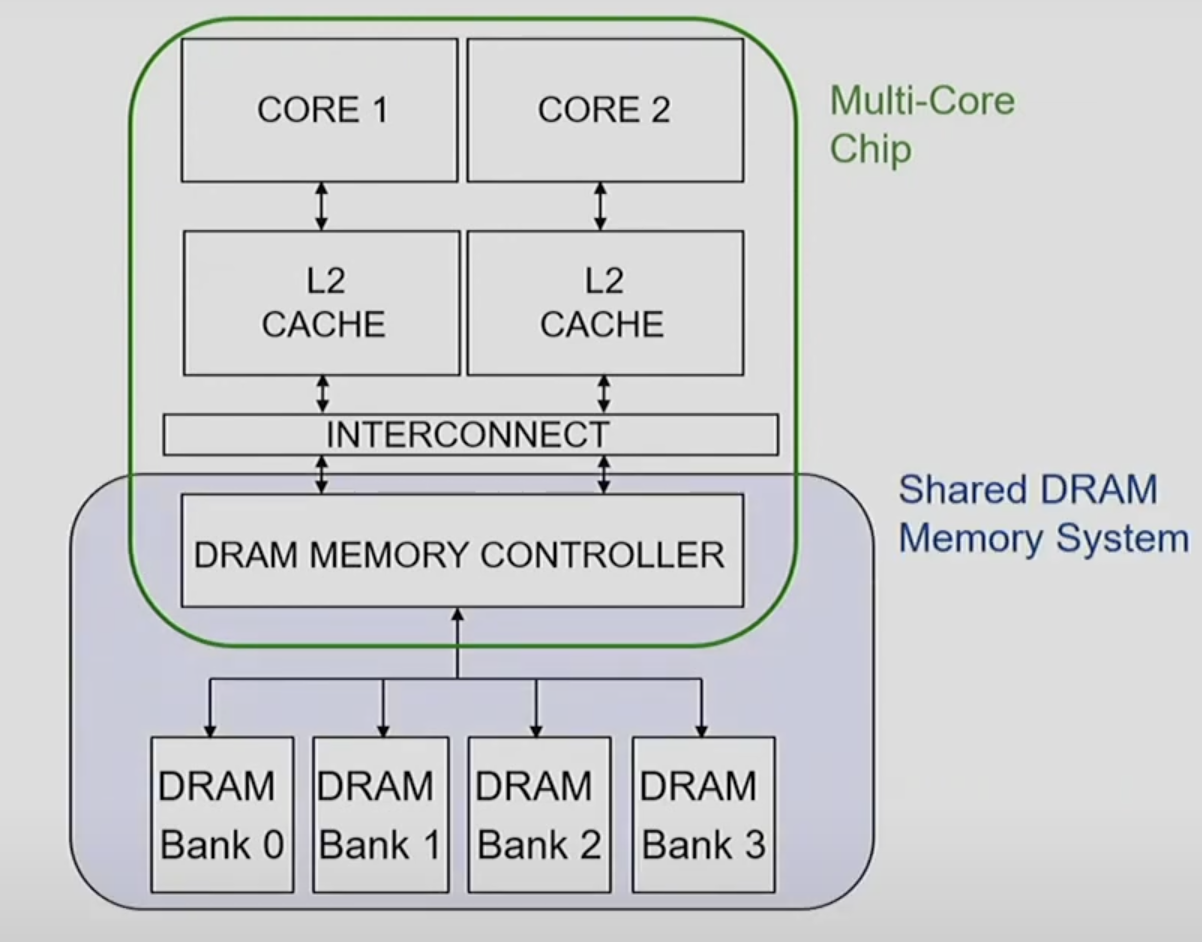 CORE 1
CORE 2
Multi-Core
Chip
L2
CACHE
L2
CACHE
INTERCONNECT
Shared DRAM
Memory System
DRAM MEMORY CONTROLLER
DRAM
Bank 0
DRAM
Bank 1
DRAM
Bank 2
DRAM
Bank 3